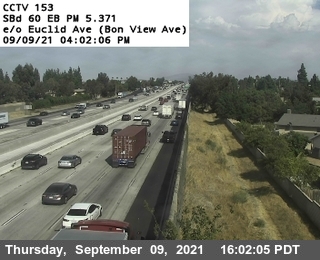 CCTV 153
SBd 60 EB PM 5.371
e/o Euclid Ave (Bon View Ave)
09/09/21 04:02:06 PM
Thursday, September 09, 2021 16:02:05 PDT